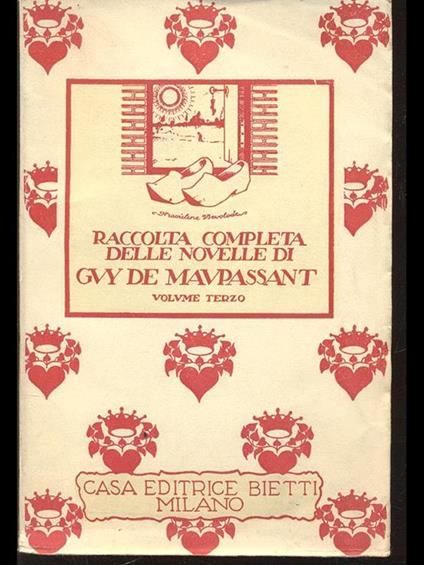 RACCOLTA COMPLETA
DELLE NOVELLE DI
GVY DE MAVPASSANT
VOLVME TERZO
CASA EDITRICE BIETTI
MILANO